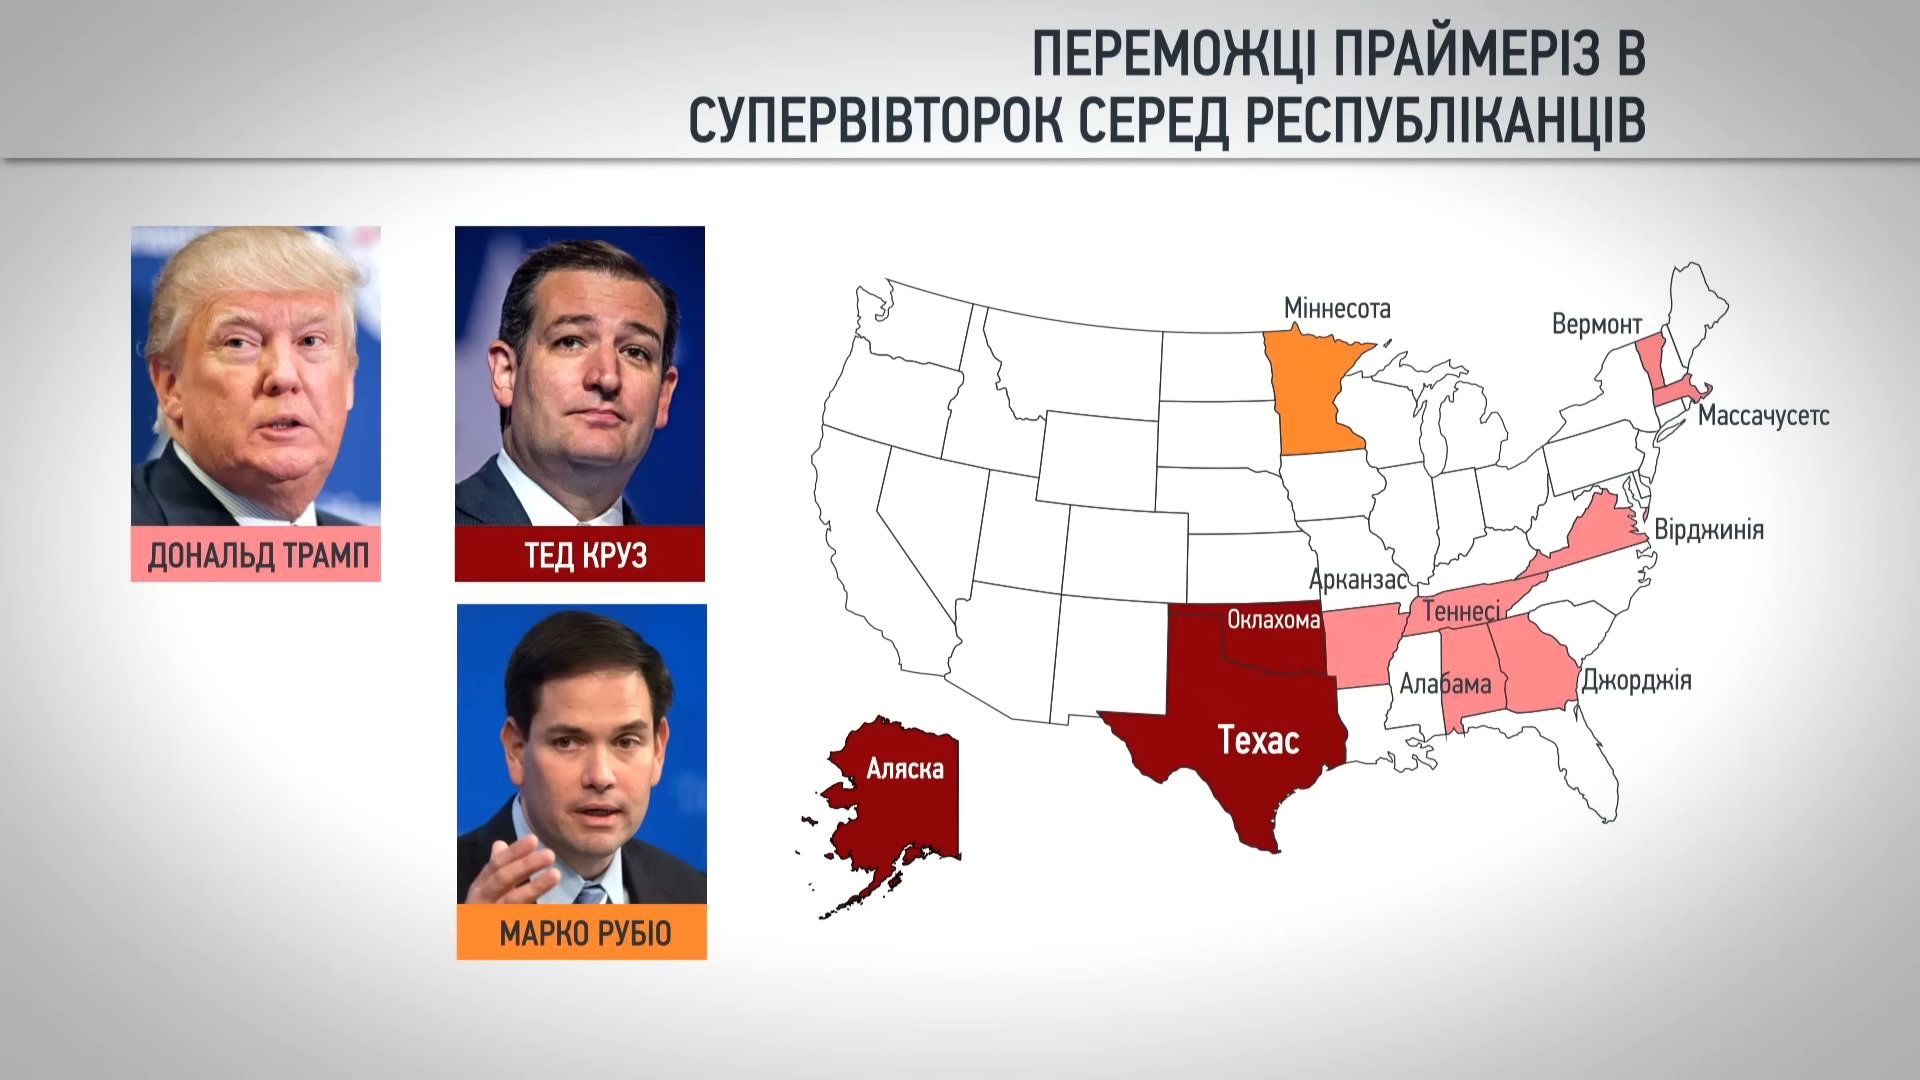 ПЕРЕМОЖЦІ ПРАЙМЕРІЗ В
СУПЕРВІВТОРОК СЕРЕД РЕСПУБЛІКАНЦІВ
ДОНАЛЬД ТРАМП
ТЕД КРУЗ
МАРКО РУБІО
Міннесота
Вермонт
Массачусетс
Вірджинія
Арканзас
Теннесі
Оклахома
Алабама
Джорджія
Техас
Аляска